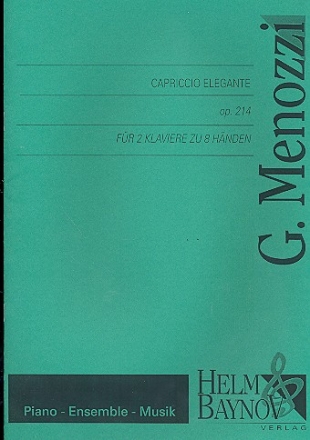 CAPRICCIO ELEGANTE
op. 214
FÜR 2 KLAVIERE ZU 8 HÄNDEN
G. Menozzi
Piano - Ensemble - Musik
HELM
&
BAYNOV
VERLAG